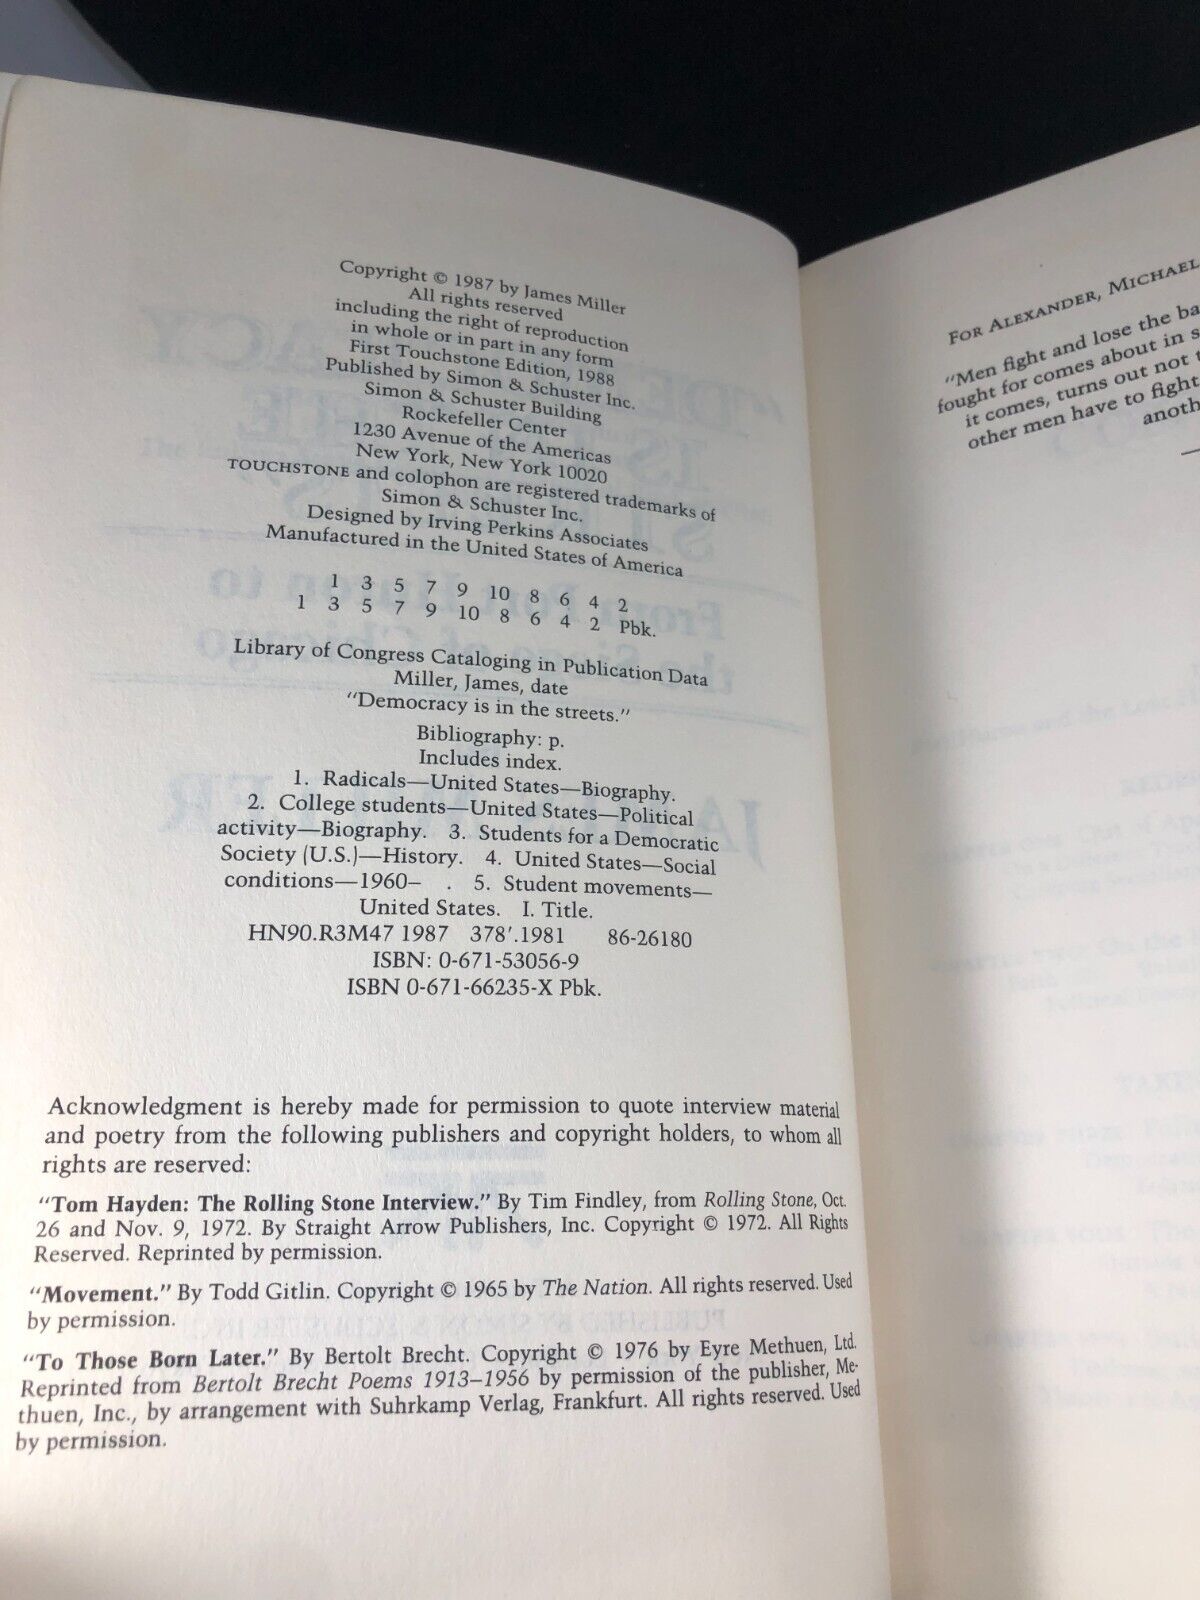 Copyright © 1987 by James Miller
All rights reserved
including the right of reproduction
in whole or in part in any form
First Touchstone Edition, 1988
Published by Simon & Schuster Inc.
Simon & Schuster Building
Rockefeller Center
1230 Avenue of the Americas
New York, New York 10020
TOUCHSTONE and colophon are registered trademarks of
Simon & Schuster Inc.
Designed by Irving Perkins Associates
Manufactured in the United States of America
1 3 5 7 9 10 8 6 4 2
1 3 5 7 9 10 8 6 4 2 Pbk.
Library of Congress Cataloging in Publication Data
Miller, James, date
"Democracy is in the streets."
Bibliography: p.
Includes index.
1. Radicals—United States—Biography.
2. College students—United States—Political
activity—Biography. 3. Students for a Democratic
Society (U.S.)—History. 4. United States—Social
conditions—1960– . 5. Student movements—
United States. I. Title.
HN90.R3M47 1987 378'.1981 86-26180
ISBN: 0-671-53056-9
ISBN 0-671-66235-X Pbk.
Acknowledgment is hereby made for permission to quote interview material
and poetry from the following publishers and copyright holders, to whom all
rights are reserved:
"Tom Hayden: The Rolling Stone Interview." By Tim Findley, from Rolling Stone, Oct.
26 and Nov. 9, 1972. By Straight Arrow Publishers, Inc. Copyright © 1972. All Rights
Reserved. Reprinted by permission.
"Movement." By Todd Gitlin. Copyright © 1965 by The Nation. All rights reserved. Used
by permission.
"To Those Born Later." By Bertolt Brecht. Copyright © 1976 by Eyre Methuen, Ltd.
Reprinted from Bertolt Brecht Poems 1913–1956 by permission of the publisher, Me-
thuen, Inc., by arrangement with Suhrkamp Verlag, Frankfurt. All rights reserved. Used
by permission.
FOR ALEXANDER, MICHAEL
"Men fight and lose the ba
fought for comes about in s
it comes, turns out not t
other men have to fight
anoth
—